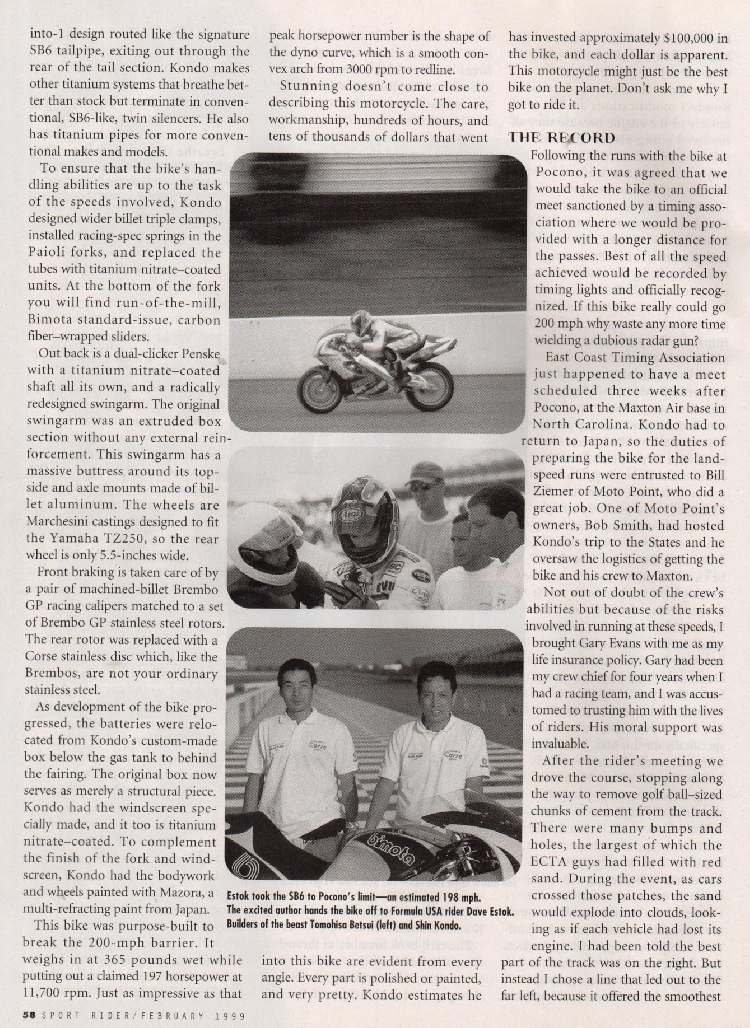 into-1 design routed like the signature
SB6 tailpipe, exiting out through the
rear of the tail section. Kondo makes
other titanium systems that breathe bet-
ter than stock but terminate in conven-
tional, SB6-like, twin silencers. He also
has titanium pipes for more conven-
tional makes and models.
To ensure that the bike's han-
dling abilities are up to the task
of the speeds involved, Kondo
designed wider billet triple clamps,
installed racing-spec springs in the
Paioli forks, and replaced the
tubes with titanium nitrate–coated
units. At the bottom of the fork
you will find run-of-the-mill,
Bimota standard-issue, carbon
fiber–wrapped sliders.
Out back is a dual-clicker Penske
with a titanium nitrate–coated
shaft all its own, and a radically
redesigned swingarm. The original
swingarm was an extruded box
section without any external rein-
forcement. This swingarm has a
massive buttress around its top-
side and axle mounts made of bil-
let aluminum. The wheels are
Marchesini castings designed to fit
the Yamaha TZ250, so the rear
wheel is only 5.5-inches wide.
Front braking is taken care of by
a pair of machined-billet Brembo
GP racing calipers matched to a set
of Brembo GP stainless steel rotors.
The rear rotor was replaced with a
Corse stainless disc which, like the
Brembos, are not your ordinary
stainless steel.
As development of the bike pro-
gressed, the batteries were relo-
cated from Kondo's custom-made
box below the gas tank to behind
the fairing. The original box now
serves as merely a structural piece.
Kondo had the windscreen spe-
cially made, and it too is titanium
nitrate–coated. To complement
the finish of the fork and wind-
screen, Kondo had the bodywork
and wheels painted with Mazora, a
multi-refracting paint from Japan.
This bike was purpose-built to
break the 200-mph barrier. It
weighs in at 365 pounds wet while
putting out a claimed 197 horsepower at
11,700 rpm. Just as impressive as that
peak horsepower number is the shape of
the dyno curve, which is a smooth con-
vex arch from 3000 rpm to redline.
Stunning doesn't come close to
describing this motorcycle. The care,
workmanship, hundreds of hours, and
tens of thousands of dollars that went
bimota
Estok took the SB6 to Pocono's limit—an estimated 198 mph.
The excited author hands the bike off to Formula USA rider Dave Estok.
Builders of the beast Tomohisa Betsui (left) and Shin Kondo.
into this bike are evident from every
angle. Every part is polished or painted,
and very pretty. Kondo estimates he
has invested approximately $100,000 in
the bike, and each dollar is apparent.
This motorcycle might just be the best
bike on the planet. Don't ask me why I
got to ride it.
THE RECORD
Following the runs with the bike at
Pocono, it was agreed that we
would take the bike to an official
meet sanctioned by a timing asso-
ciation where we would be pro-
vided with a longer distance for
the passes. Best of all the speed
achieved would be recorded by
timing lights and officially recog-
nized. If this bike really could go
200 mph why waste any more time
wielding a dubious radar gun?
East Coast Timing Association
just happened to have a meet
scheduled three weeks after
Pocono, at the Maxton Air base in
North Carolina. Kondo had to
return to Japan, so the duties of
preparing the bike for the land-
speed runs were entrusted to Bill
Ziemer of Moto Point, who did a
great job. One of Moto Point's
owners, Bob Smith, had hosted
Kondo's trip to the States and he
oversaw the logistics of getting the
bike and his crew to Maxton.
Not out of doubt of the crew's
abilities but because of the risks
involved in running at these speeds, I
brought Gary Evans with me as my
life insurance policy. Gary had been
my crew chief for four years when I
had a racing team, and I was accus-
tomed to trusting him with the lives
of riders. His moral support was
invaluable.
After the rider's meeting we
drove the course, stopping along
the way to remove golf ball–sized
chunks of cement from the track.
There were many bumps and
holes, the largest of which the
ECTA guys had filled with red
sand. During the event, as cars
crossed those patches, the sand
would explode into clouds, look-
ing as if each vehicle had lost its
engine. I had been told the best
part of the track was on the right. But
instead I chose a line that led out to the
far left, because it offered the smoothest
58 SPORT RIDER/FEBRUARY 1999